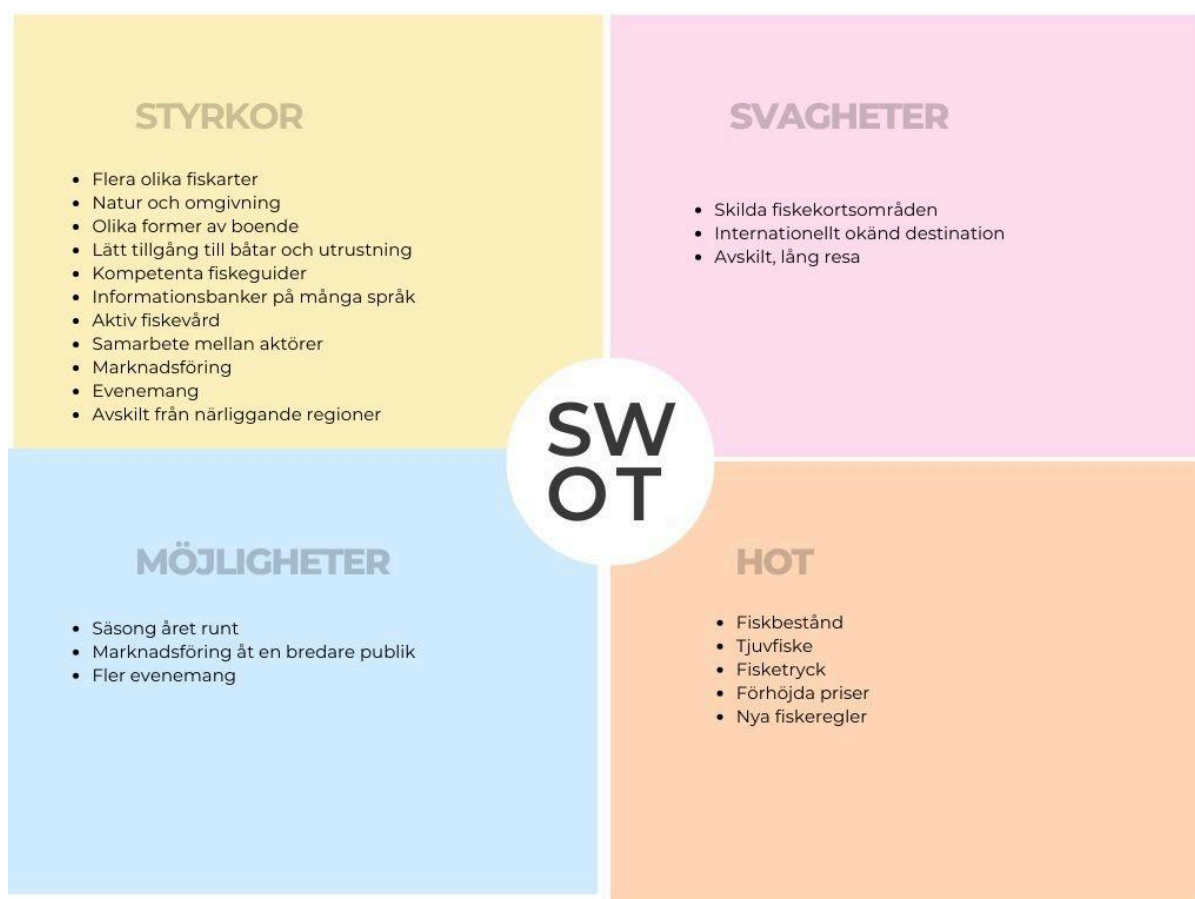 STYRKOR
• Flera olika fiskarter
• Natur och omgivning
• Olika former av boende
• Lätt tillgång till båtar och utrustning
• Kompetenta fiskeguider
• Informationsbanker på många språk
• Aktiv fiskevård
• Samarbete mellan aktörer
• Marknadsföring
• Evenemang
• Avskilt från närliggande regioner
SVAGHETER
• Skilda fiskekortsområden
• Internationellt okänd destination
• Avskilt, lång resa
SW
OT
MÖJLIGHETER
• Säsong året runt
• Marknadsföring åt en bredare publik
• Fler evenemang
HOT
• Fiskbestånd
• Tjuvfiske
• Fisketryck
• Förhöjda priser
• Nya fiskeregler